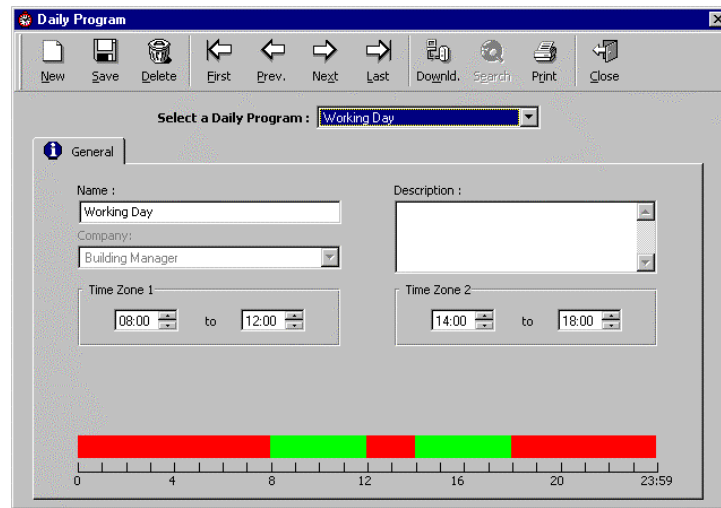 Daily Program
New Save Delete First Prev. Next Last Downld. Search Print Close
Select a Daily Program : Working Day
General
Name :
Working Day
Description :
Company:
Building Manager
Time Zone 1
08:00 to 12:00
Time Zone 2
14:00 to 18:00
0 4 8 12 16 20 23:59